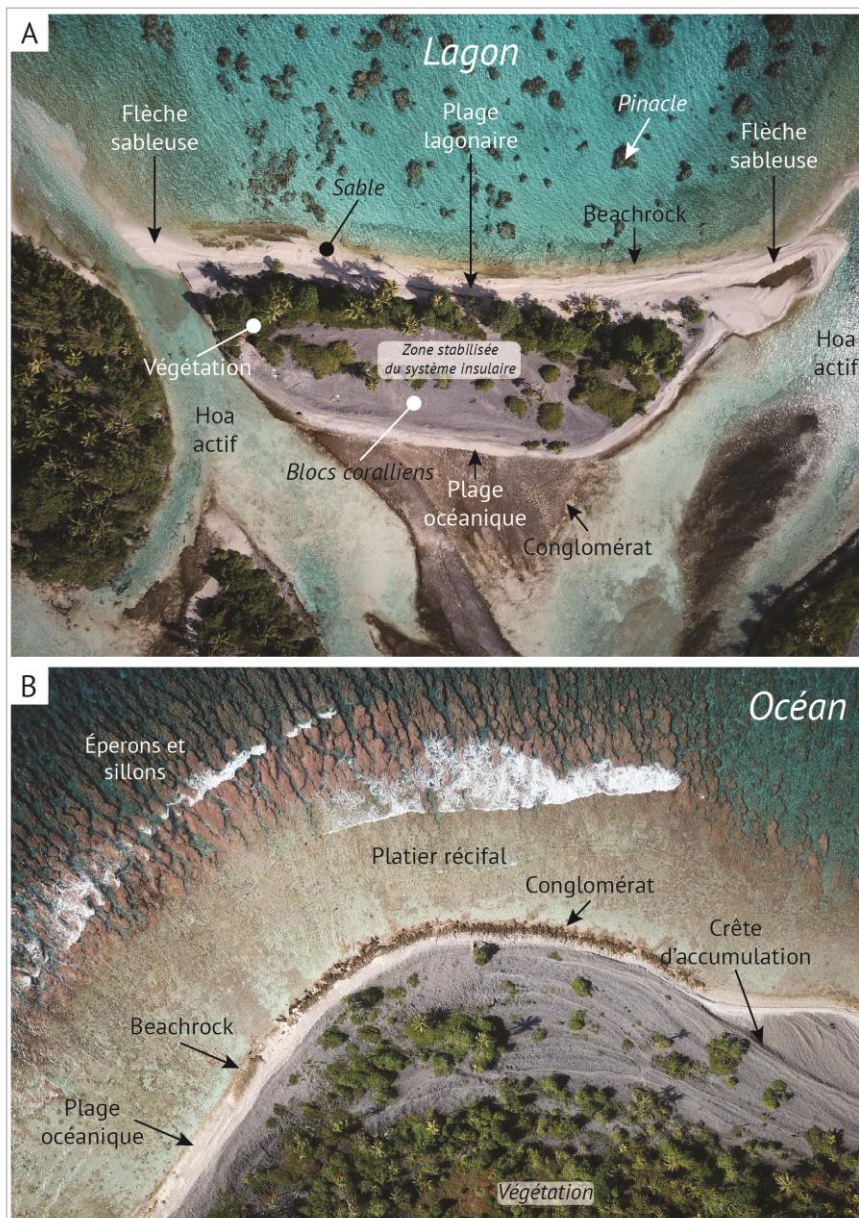 A
Lagon
Flèche
sableuse
Plage
lagonaire
Pinacle
Flèche
sableuse
Sable
Beachrock
Végétation
Zone stabilisée
du système insulaire
Hoa
actif
Hoa
actif
Blocs coralliens
Plage
océanique
Conglomérat
B
Océan
Éperons et
sillons
Platier récifal
Conglomérat
Crête
d'accumulation
Beachrock
Plage
océanique
Végétation